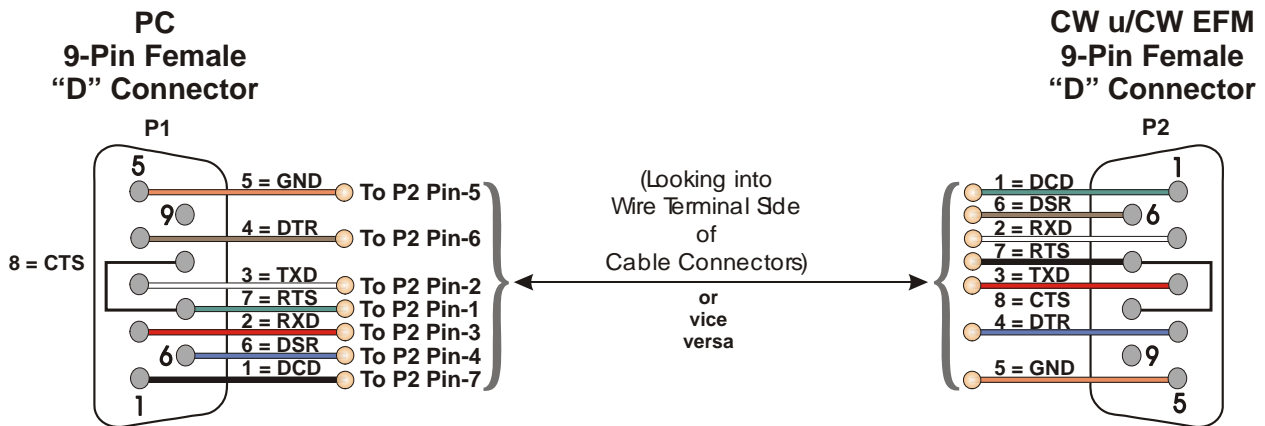 PC
9-Pin Female
“D” Connector
P1
5
5 = GND
To P2 Pin-5
9
4 = DTR
To P2 Pin-6
8 = CTS
3 = TXD
To P2 Pin-2
7 = RTS
To P2 Pin-1
2 = RXD
To P2 Pin-3
6
6 = DSR
To P2 Pin-4
1 = DCD
To P2 Pin-7
1
(Looking into
Wire Terminal Side
of
Cable Connectors)
or
vice
versa
CW u/CW EFM
9-Pin Female
“D” Connector
P2
1
1 = DCD
6 = DSR
6
2 = RXD
7 = RTS
3 = TXD
8 = CTS
4 = DTR
9
5 = GND
5